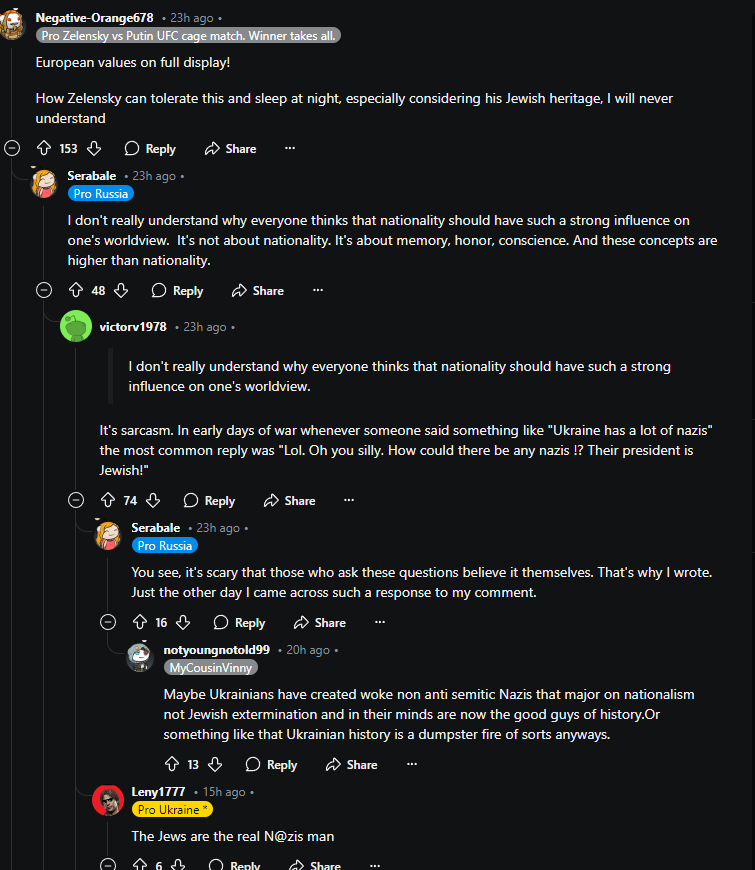 Negative-Orange678 • 23h ago •
Pro Zelensky vs Putin UFC cage match. Winner takes all.
European values on full display!
How Zelensky can tolerate this and sleep at night, especially considering his Jewish heritage, I will never
understand
153 Reply Share ...
Serabale • 23h ago •
Pro Russia
I don't really understand why everyone thinks that nationality should have such a strong influence on
one's worldview.  It's not about nationality. It's about memory, honor, conscience. And these concepts are
higher than nationality.
48 Reply Share ...
victorv1978 • 23h ago •
I don't really understand why everyone thinks that nationality should have such a strong
influence on one's worldview.
It's sarcasm. In early days of war whenever someone said something like "Ukraine has a lot of nazis"
the most common reply was "Lol. Oh you silly. How could there be any nazis !? Their president is
Jewish!"
74 Reply Share ...
Serabale • 23h ago •
Pro Russia
You see, it's scary that those who ask these questions believe it themselves. That's why I wrote.
Just the other day I came across such a response to my comment.
16 Reply Share ...
notyoungnotold99 • 20h ago •
MyCousinVinny
Maybe Ukrainians have created woke non anti semitic Nazis that major on nationalism
not Jewish extermination and in their minds are now the good guys of history.Or
something like that Ukrainian history is a dumpster fire of sorts anyways.
13 Reply Share ...
Leny1777 • 15h ago •
Pro Ukraine *
The Jews are the real N@zis man
6 Reply Share ...